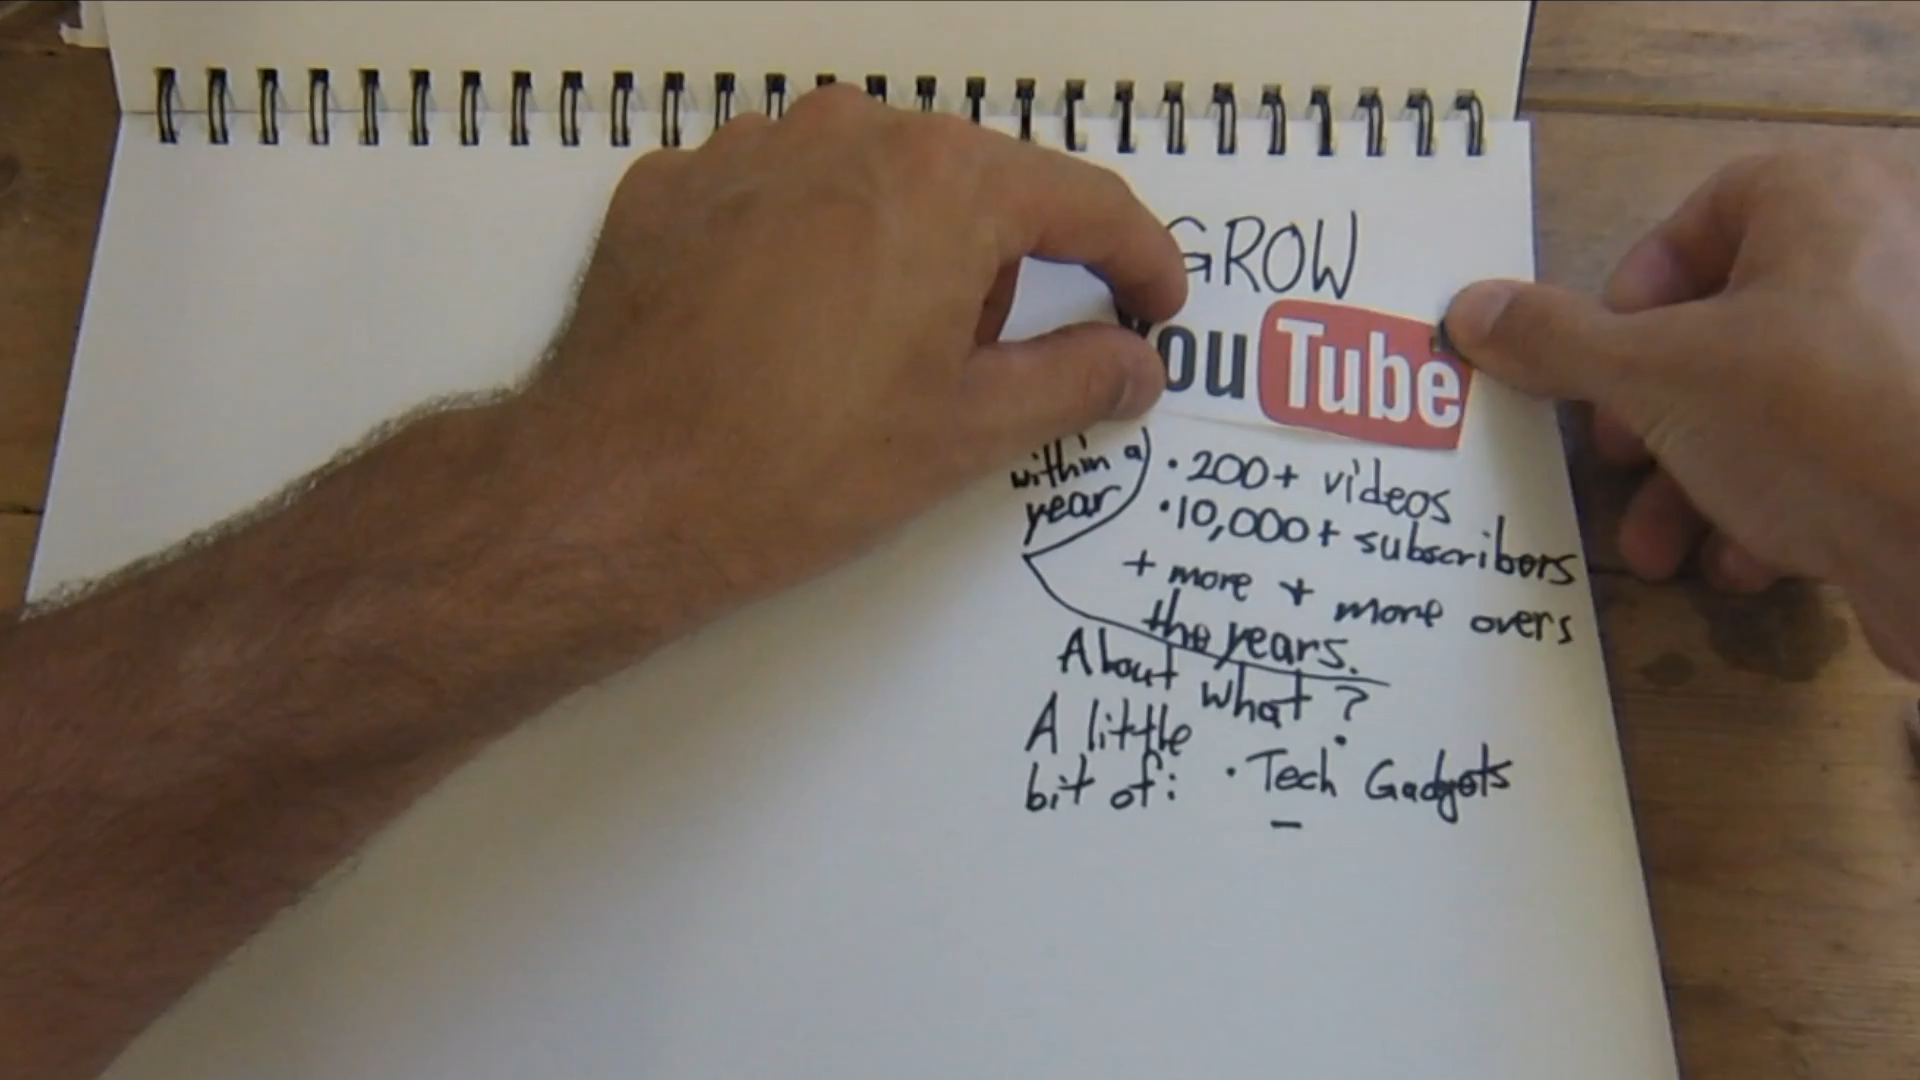 GROW
YouTube
within a
year
• 200+ videos
• 10,000+ subscribers
+ more + more overs
the years.
About what?
A little
bit of: • Tech Gadgets
–